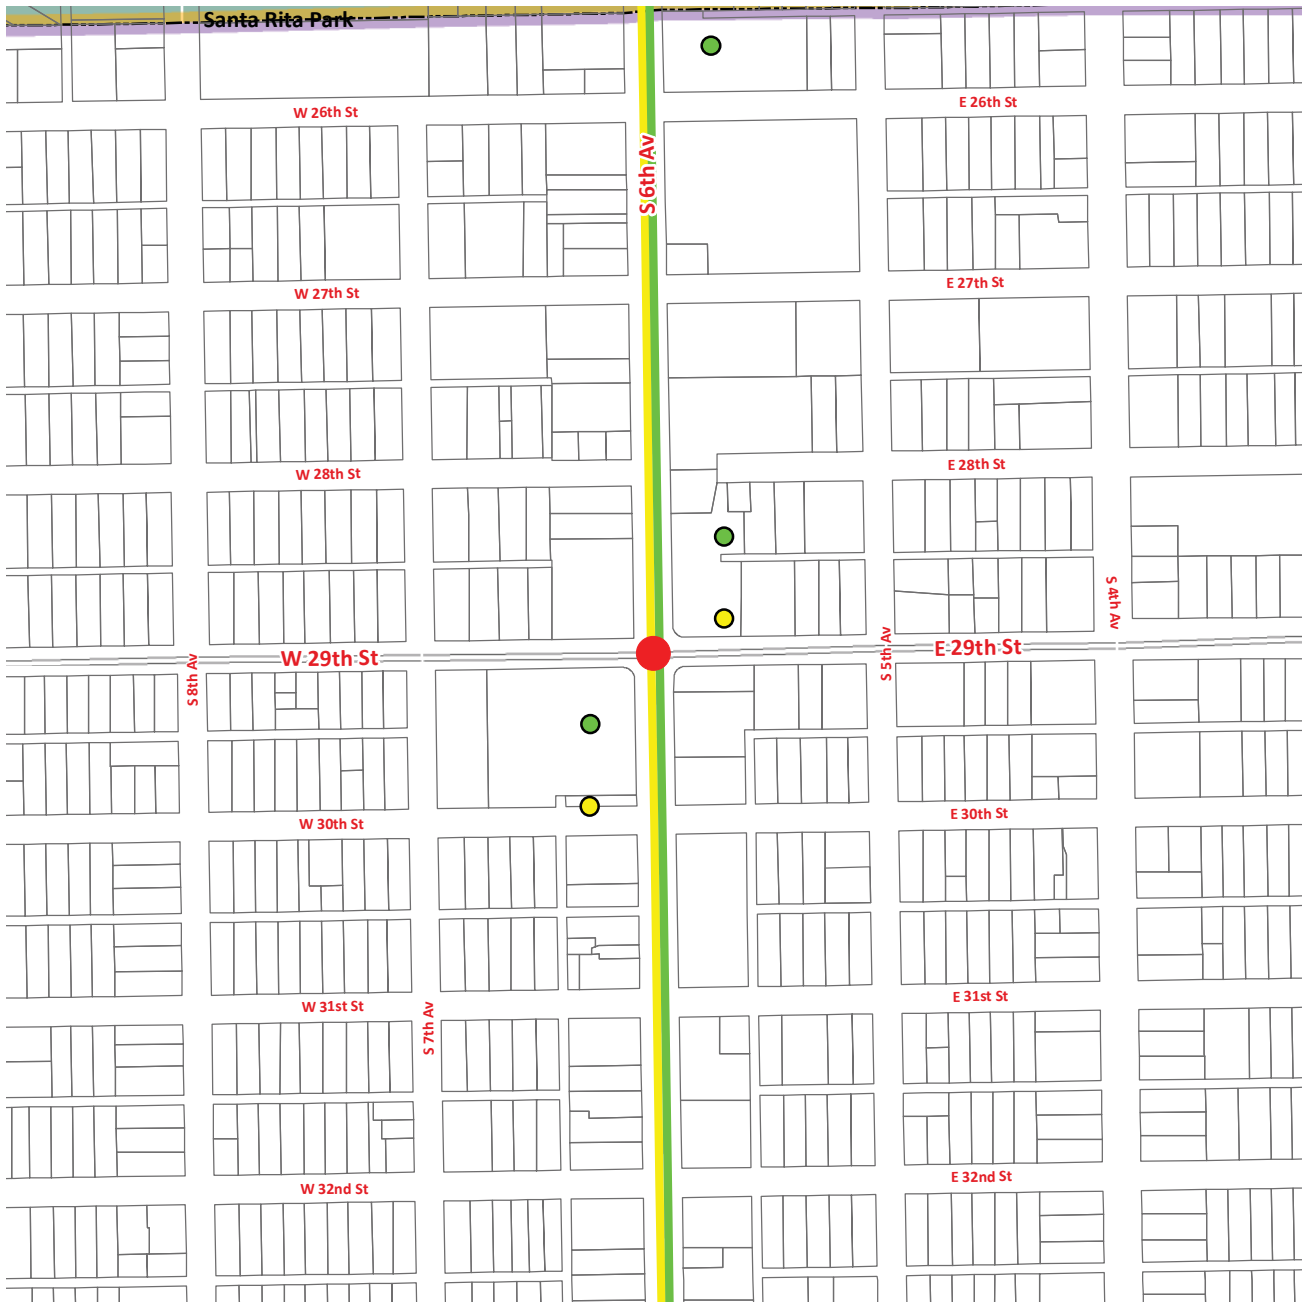 Santa Rita Park
W 26th St
E 26th St
S 6th Av
W 27th St
E 27th St
W 28th St
E 28th St
S 4th Av
W 29th St
E 29th St
S 8th Av
S 5th Av
W 30th St
E 30th St
W 31st St
E 31st St
S 7th Av
W 32nd St
E 32nd St